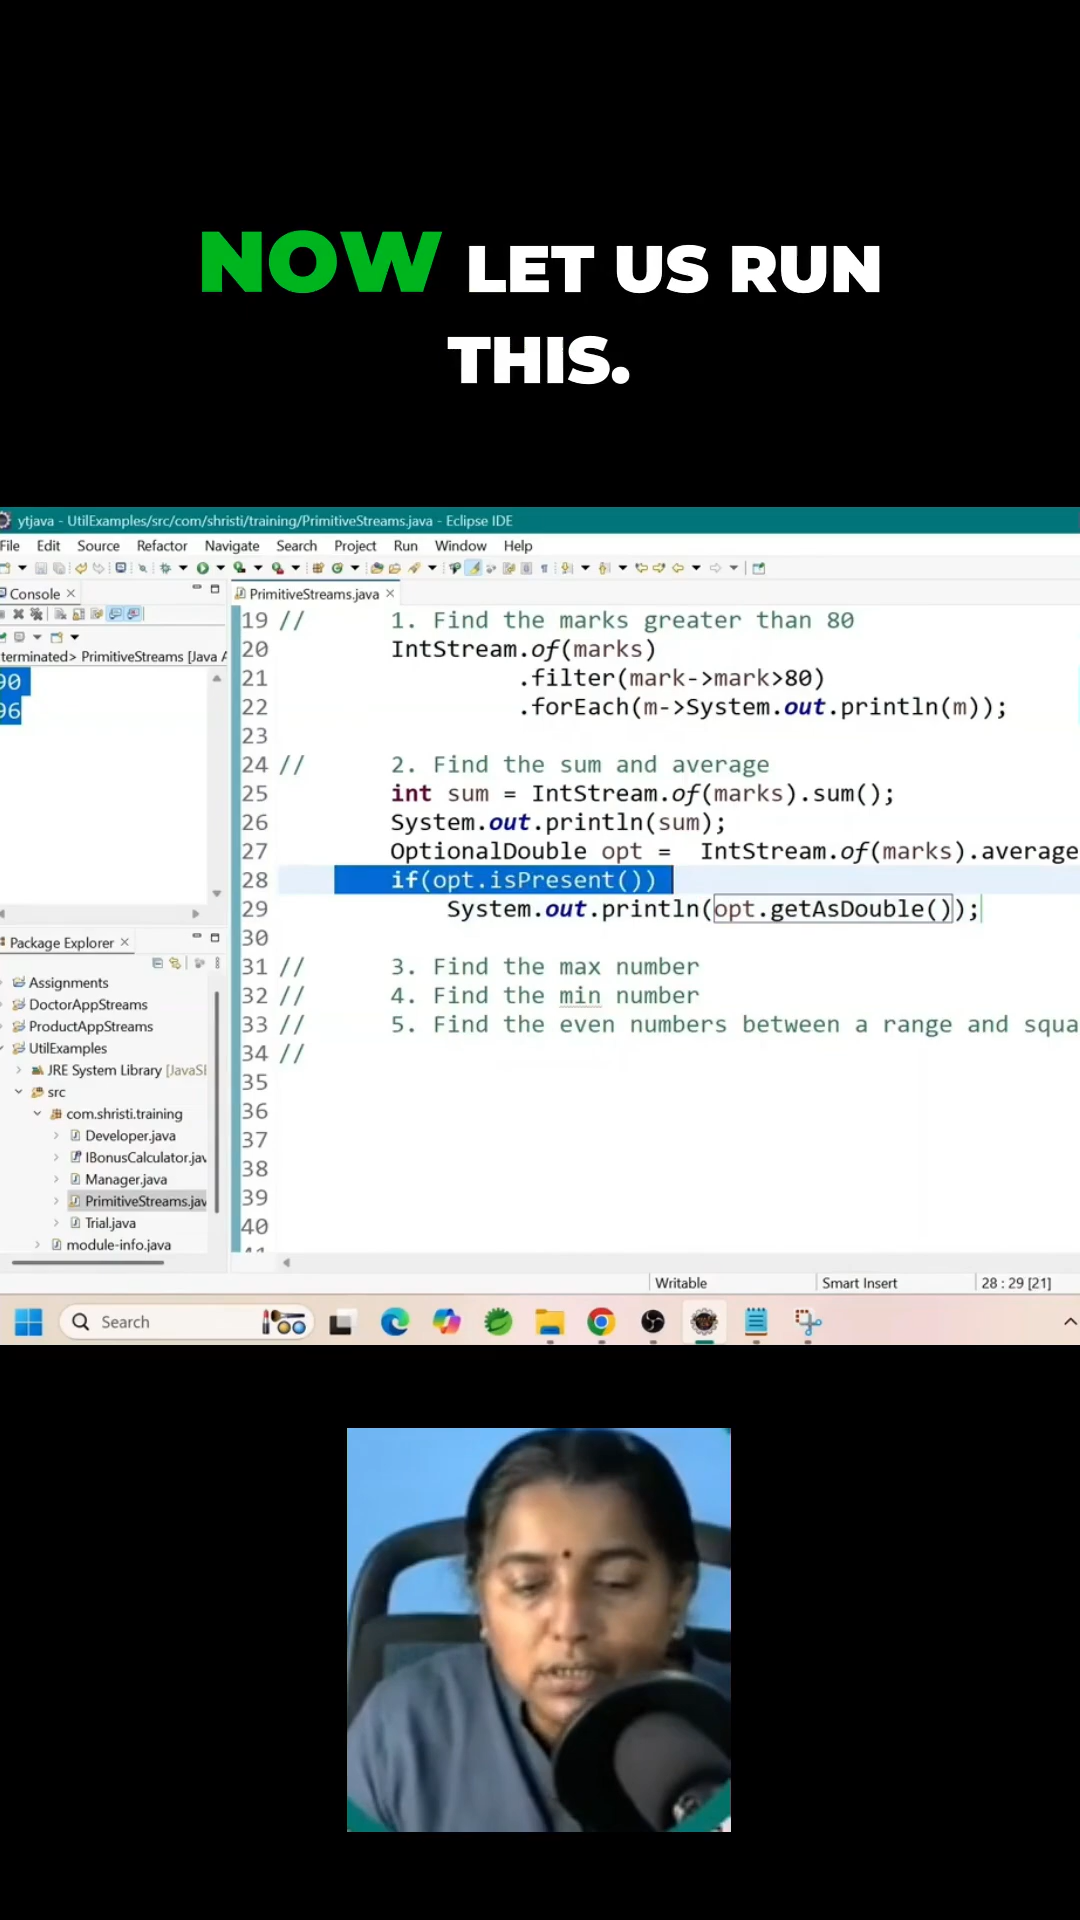 NOW LET US RUN
THIS.
ytjava - UtilExamples/src/com/shristi/training/PrimitiveStreams.java - Eclipse IDE
File Edit Source Refactor Navigate Search Project Run Window Help
Console
PrimitiveStreams.java
terminated> PrimitiveStreams [Java A
90
96
19 // 1. Find the marks greater than 80
20 IntStream.of(marks)
21 .filter(mark->mark>80)
22 .forEach(m->System.out.println(m));
23
24 // 2. Find the sum and average
25 int sum = IntStream.of(marks).sum();
26 System.out.println(sum);
27 OptionalDouble opt = IntStream.of(marks).average
28 if(opt.isPresent())
29 System.out.println(opt.getAsDouble());
30
31 // 3. Find the max number
32 // 4. Find the min number
33 // 5. Find the even numbers between a range and squa
34 //
35
36
37
38
39
40
Package Explorer
Assignments
DoctorAppStreams
ProductAppStreams
UtilExamples
JRE System Library [JavaSE
src
com.shristi.training
Developer.java
IBonusCalculator.jav
Manager.java
PrimitiveStreams.jav
Trial.java
module-info.java
Writable Smart Insert 28 : 29 [21]
Search